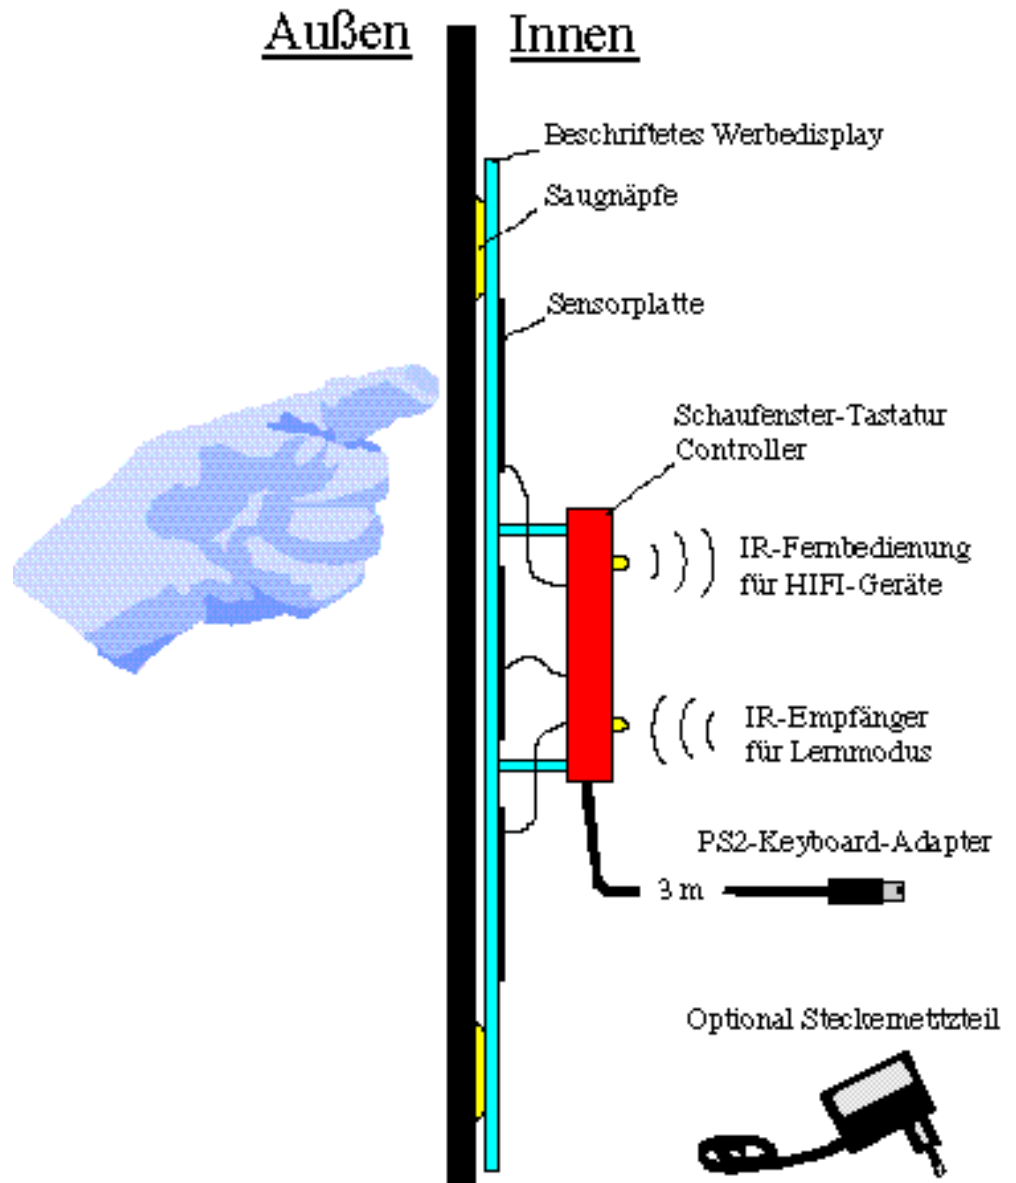 Außen
Innen
Beschriftetes Werbedisplay
Saugnäpfe
Sensorplatte
Schaufenster-Tastatur
Controller
IR-Fernbedienung
für HIFI-Geräte
IR-Empfänger
für Lernmodus
PS2-Keyboard-Adapter
3 m
Optional Steckernettzteil